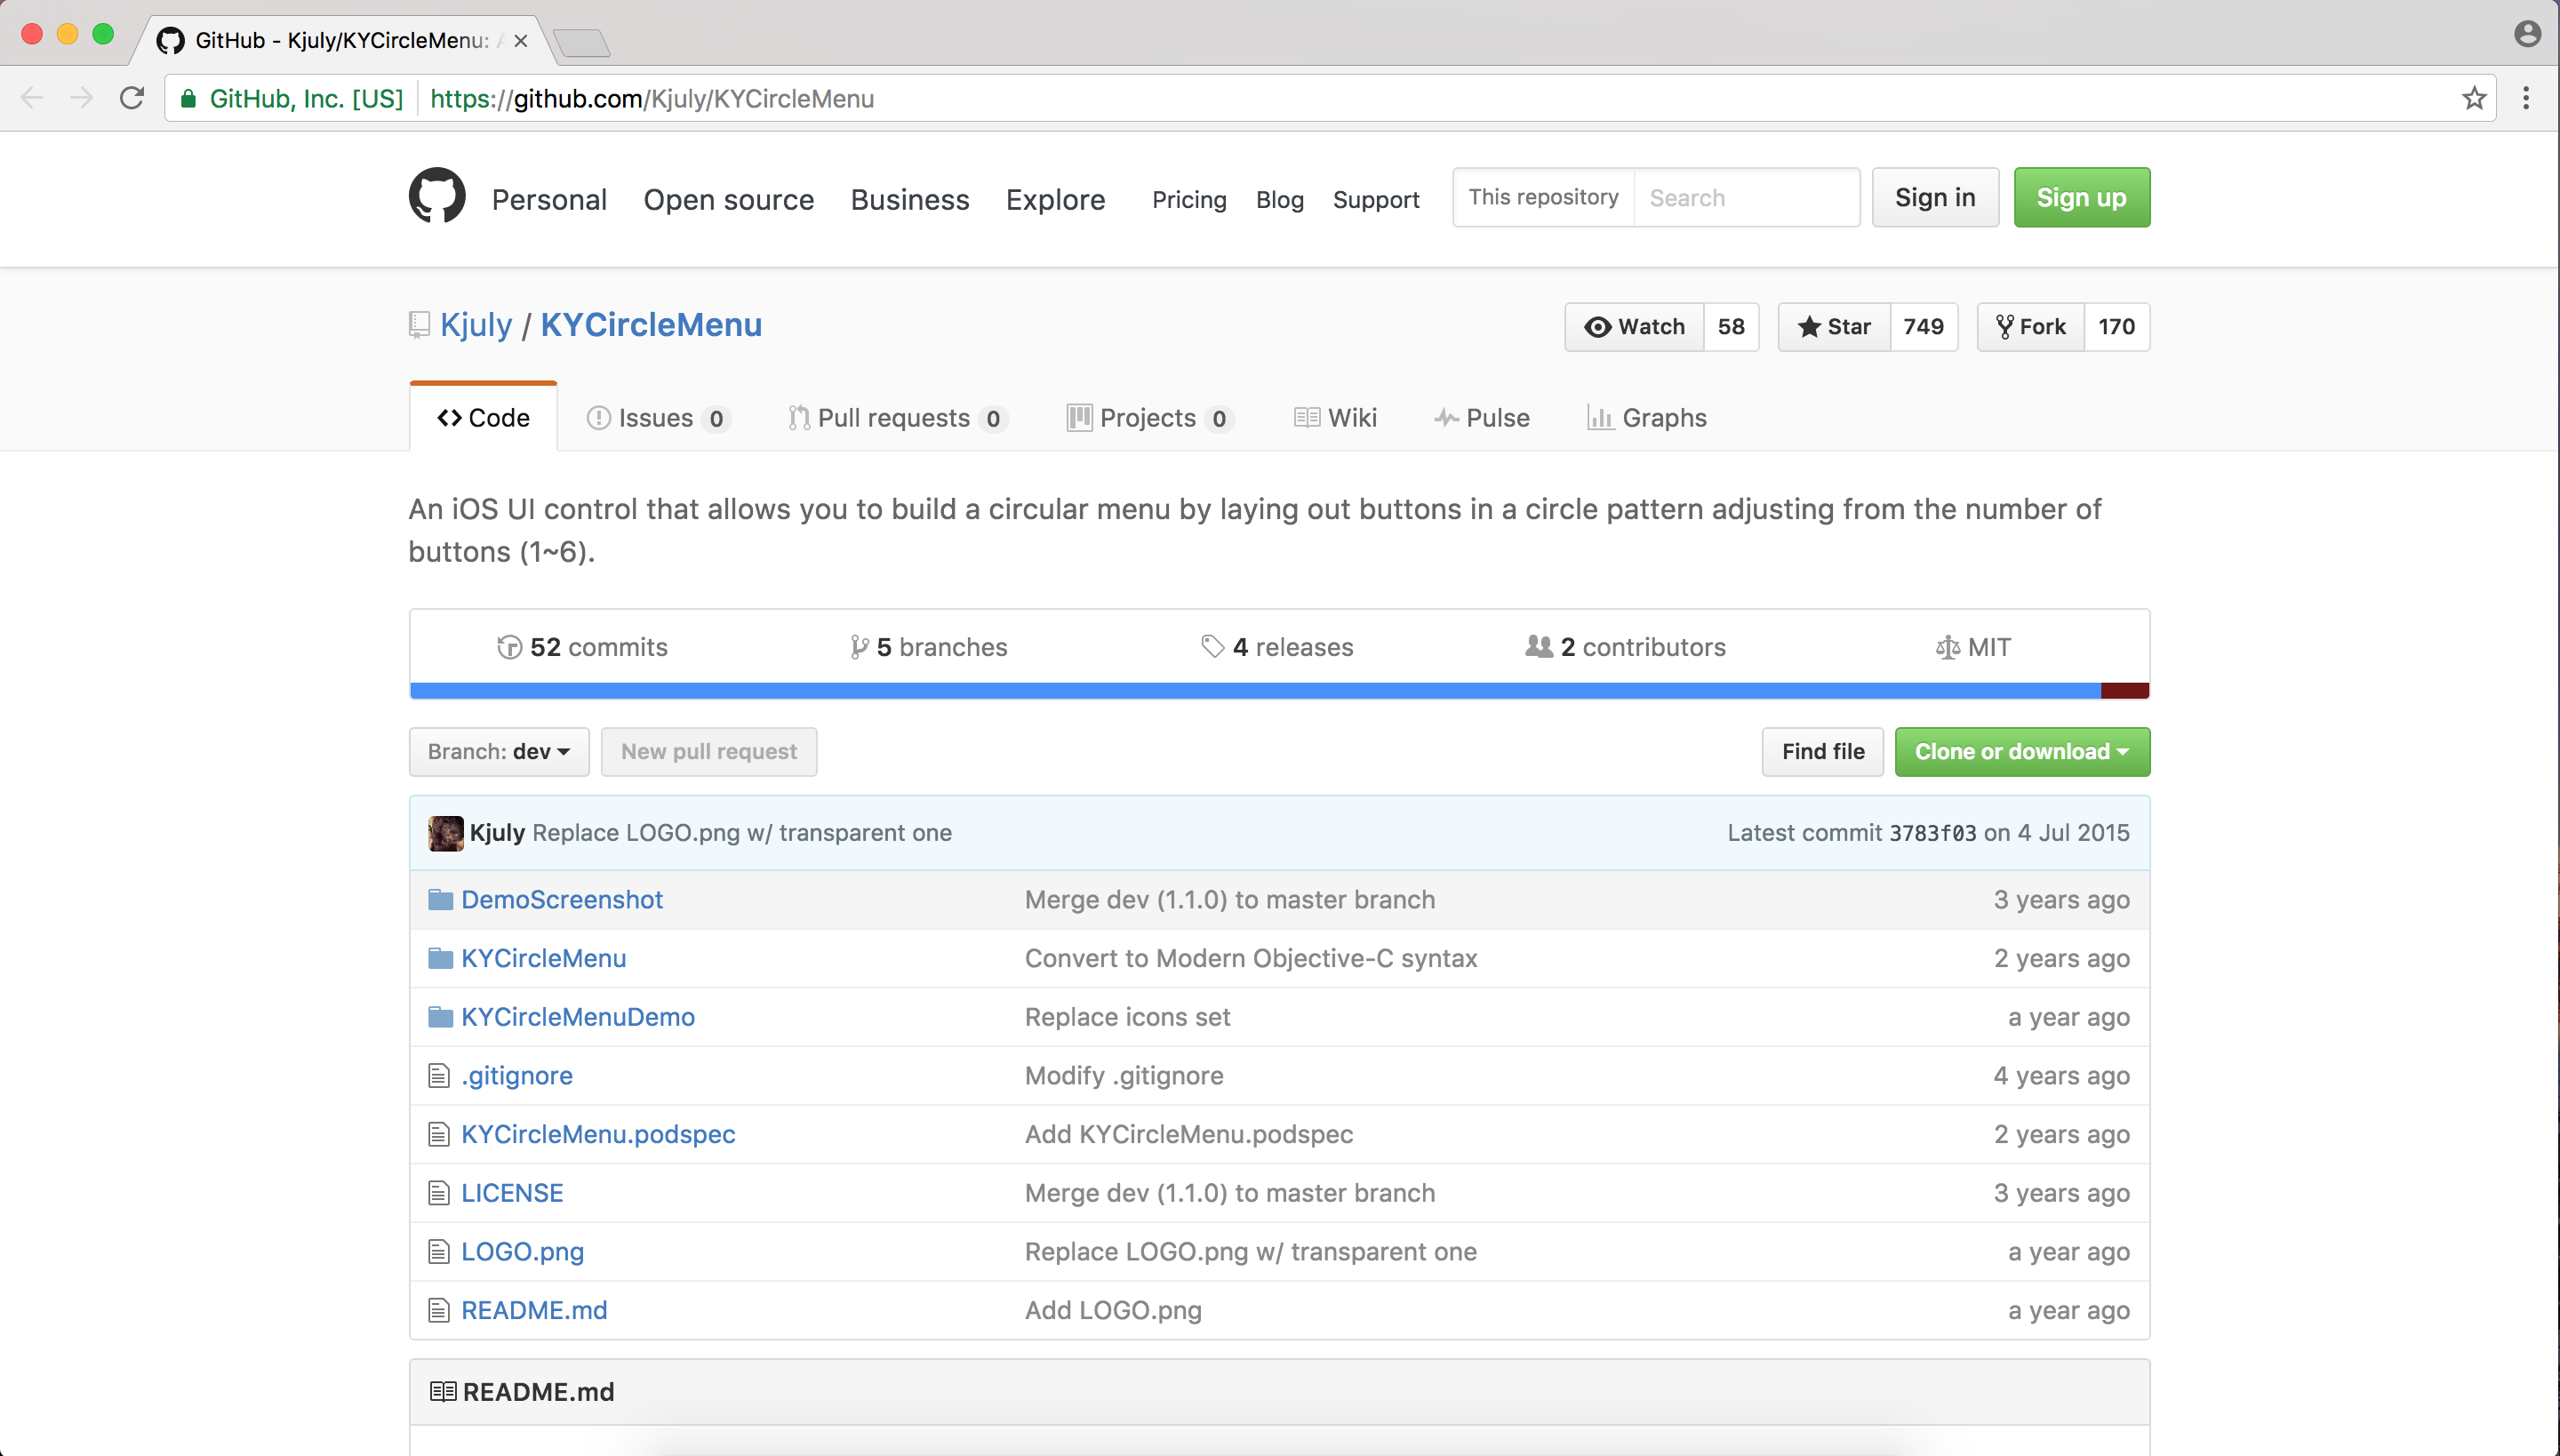 GitHub - Kjuly/KYCircleMenu:
GitHub, Inc. [US] https://github.com/Kjuly/KYCircleMenu
Personal Open source Business Explore Pricing Blog Support This repository Search Sign in Sign up
Kjuly / KYCircleMenu Watch 58 Star 749 Fork 170
Code Issues 0 Pull requests 0 Projects 0 Wiki Pulse Graphs
An iOS UI control that allows you to build a circular menu by laying out buttons in a circle pattern adjusting from the number of
buttons (1~6).
52 commits 5 branches 4 releases 2 contributors MIT
Branch: dev New pull request Find file Clone or download
Kjuly Replace LOGO.png w/ transparent one Latest commit 3783f03 on 4 Jul 2015
DemoScreenshot Merge dev (1.1.0) to master branch 3 years ago
KYCircleMenu Convert to Modern Objective-C syntax 2 years ago
KYCircleMenuDemo Replace icons set a year ago
.gitignore Modify .gitignore 4 years ago
KYCircleMenu.podspec Add KYCircleMenu.podspec 2 years ago
LICENSE Merge dev (1.1.0) to master branch 3 years ago
LOGO.png Replace LOGO.png w/ transparent one a year ago
README.md Add LOGO.png a year ago
README.md